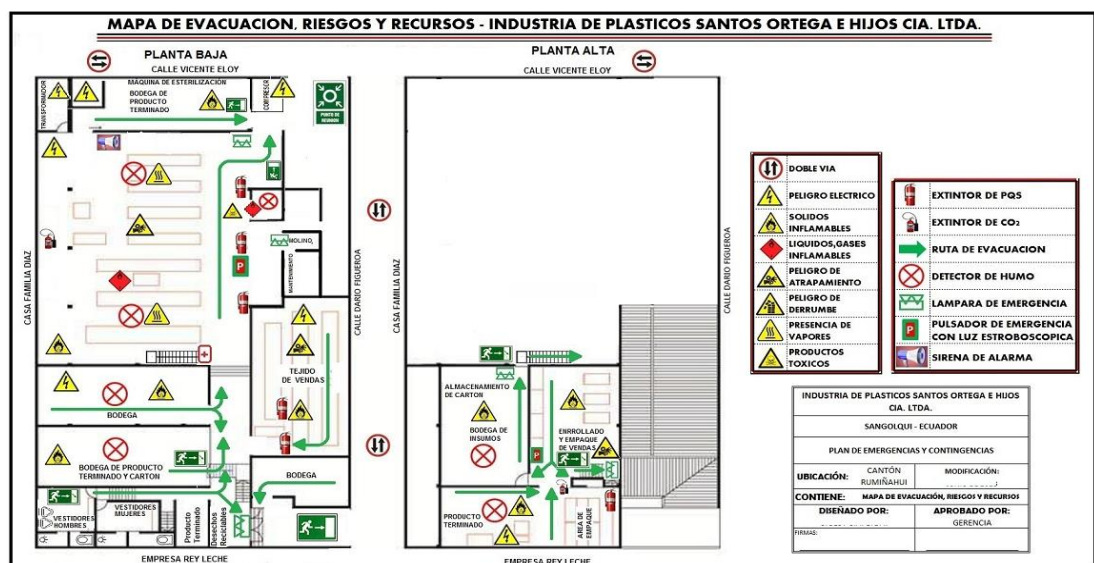 MAPA DE EVACUACION, RIESGOS Y RECURSOS - INDUSTRIA DE PLASTICOS SANTOS ORTEGA E HIJOS CIA. LTDA.
PLANTA BAJA
CALLE VICENTE ELOY
PLANTA ALTA
CALLE VICENTE ELOY
TRANSFORMADOR
MÁQUINA DE ESTERILIZACIÓN
BODEGA DE
PRODUCTO
TERMINADO
COMPRESOR
PUNTO DE
REUNION
CASA FAMILIA DIAZ
P
MOLINO,
MANTENIMIENTO
CALLE DARIO FIGUEROA
TEJIDO
DE VENDAS
BODEGA
BODEGA DE PRODUCTO
TERMINADO Y CARTON
BODEGA
VESTIDORES
HOMBRES
VESTIDORES
MUJERES
Producto
Terminado
Desechos
Reciclables
EMPRESA REY LECHE
CASA FAMILIA DIAZ
CALLE DARIO FIGUEROA
ALMACENAMIENTO
DE CARTON
BODEGA DE
INSUMOS
ENRROLLADO Y
EMPAQUE
DE VENDAS
P
PRODUCTO
TERMINADO
AREA DE
EMPAQUE
EMPRESA REY LECHE
DOBLE VIA
PELIGRO ELECTRICO
SOLIDOS
INFLAMABLES
LIQUIDOS,GASES
INFLAMABLES
PELIGRO DE
ATRAPAMIENTO
PELIGRO DE
DERRUMBE
PRESENCIA DE
VAPORES
PRODUCTOS
TOXICOS
EXTINTOR DE PQS
EXTINTOR DE CO2
RUTA DE EVACUACION
DETECTOR DE HUMO
LAMPARA DE EMERGENCIA
P
PULSADOR DE EMERGENCIA
CON LUZ ESTROBOSCOPICA
SIRENA DE ALARMA
INDUSTRIA DE PLASTICOS SANTOS ORTEGA E HIJOS
CIA. LTDA.
SANGOLQUI - ECUADOR
PLAN DE EMERGENCIAS Y CONTINGENCIAS
UBICACIÓN:
CANTÓN
RUMIÑAHUI
MODIFICACIÓN:
CONTIENE:
MAPA DE EVACUACIÓN, RIESGOS Y RECURSOS
DISEÑADO POR:
APROBADO POR:
GERENCIA
FIRMAS: